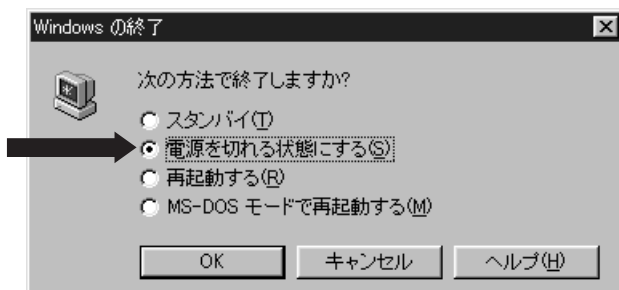 Windows の終了
次の方法で終了しますか?
スタンバイ(T)
電源を切れる状態にする(S)
再起動する(R)
MS-DOS モードで再起動する(M)
OK キャンセル ヘルプ(H)